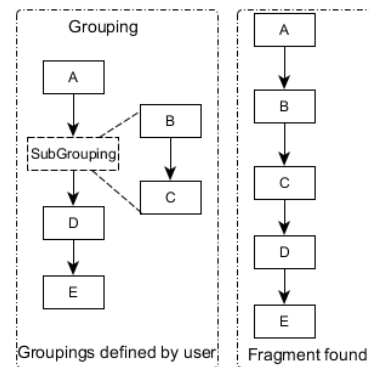 Grouping
A
SubGrouping
B
C
D
E
Groupings defined by user
A
B
C
D
E
Fragment found